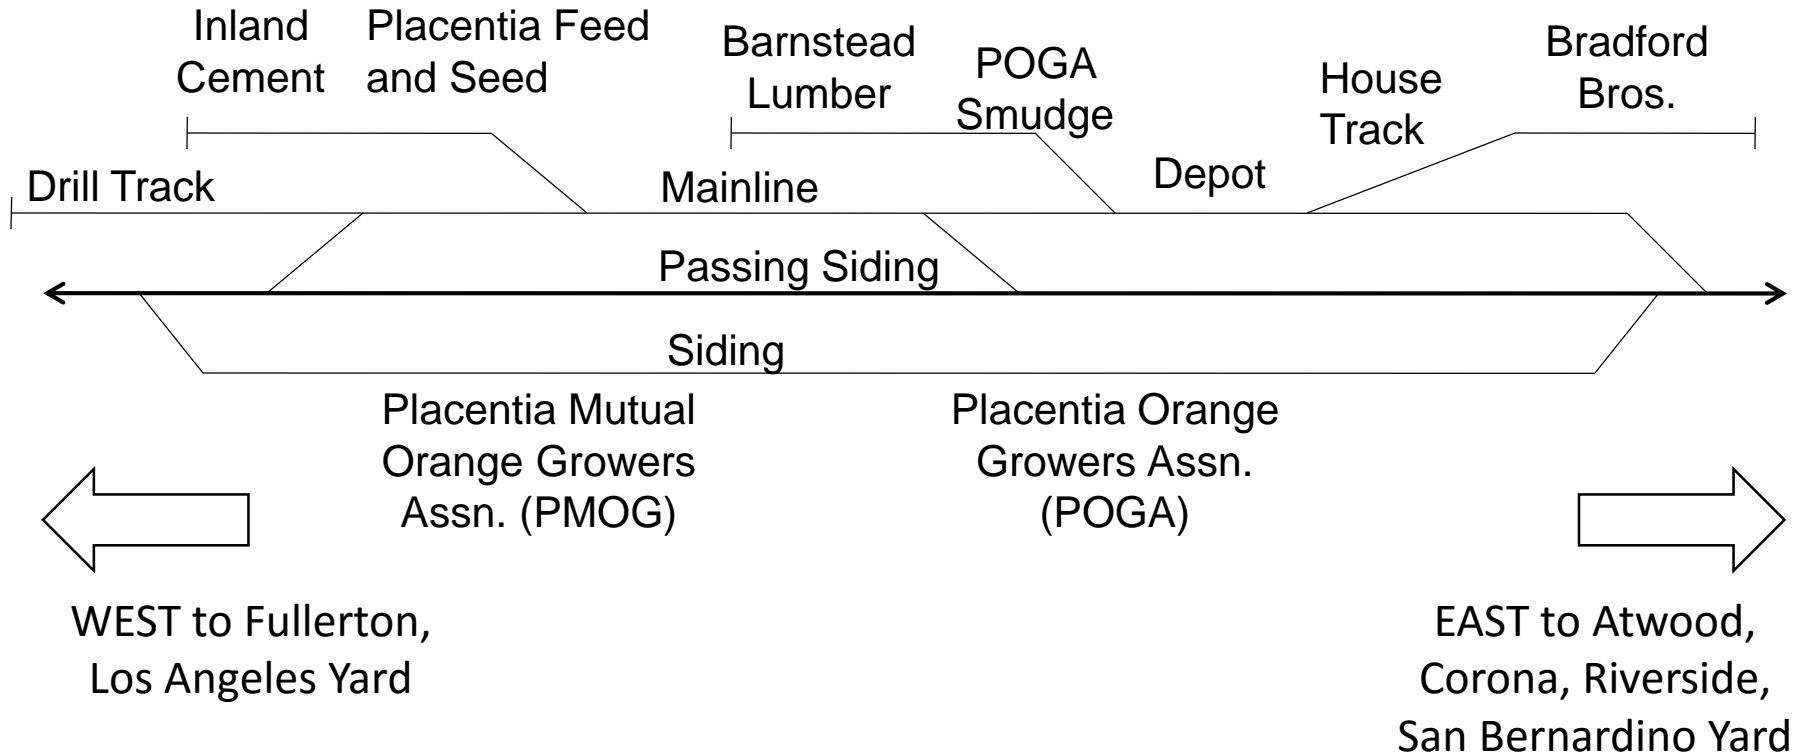 Inland
Cement
Placentia Feed
and Seed
Barnstead
Lumber
POGA
Smudge
House
Track
Bradford
Bros.
Drill Track
Mainline
Depot
Passing Siding
Siding
Placentia Mutual
Orange Growers
Assn. (PMOG)
Placentia Orange
Growers Assn.
(POGA)
WEST to Fullerton,
Los Angeles Yard
EAST to Atwood,
Corona, Riverside,
San Bernardino Yard